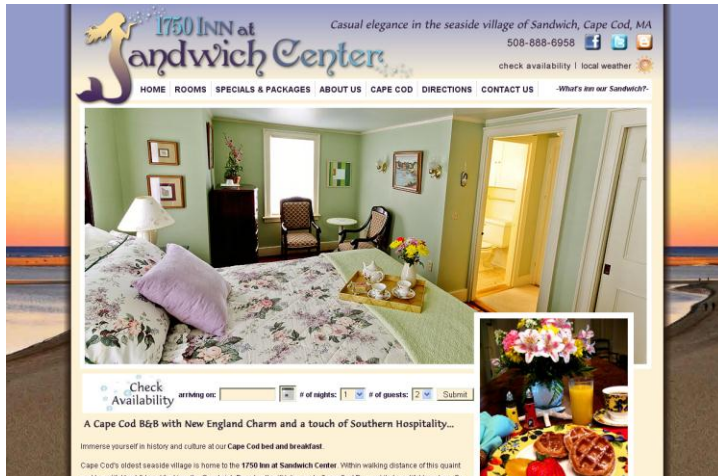 1750 INN at
Sandwich Center
Casual elegance in the seaside village of Sandwich, Cape Cod, MA
508-888-6958
check availability | local weather
HOME ROOMS SPECIALS & PACKAGES ABOUT US CAPE COD DIRECTIONS CONTACT US -What's inn our Sandwich?-
Check
Availability
arriving on: # of nights: 1 # of guests: 2 Submit
A Cape Cod B&B with New England Charm and a touch of Southern Hospitality...
Immerse yourself in history and culture at our Cape Cod bed and breakfast.
Cape Cod's oldest seaside village is home to the 1750 Inn at Sandwich Center. Within walking distance of this quaint